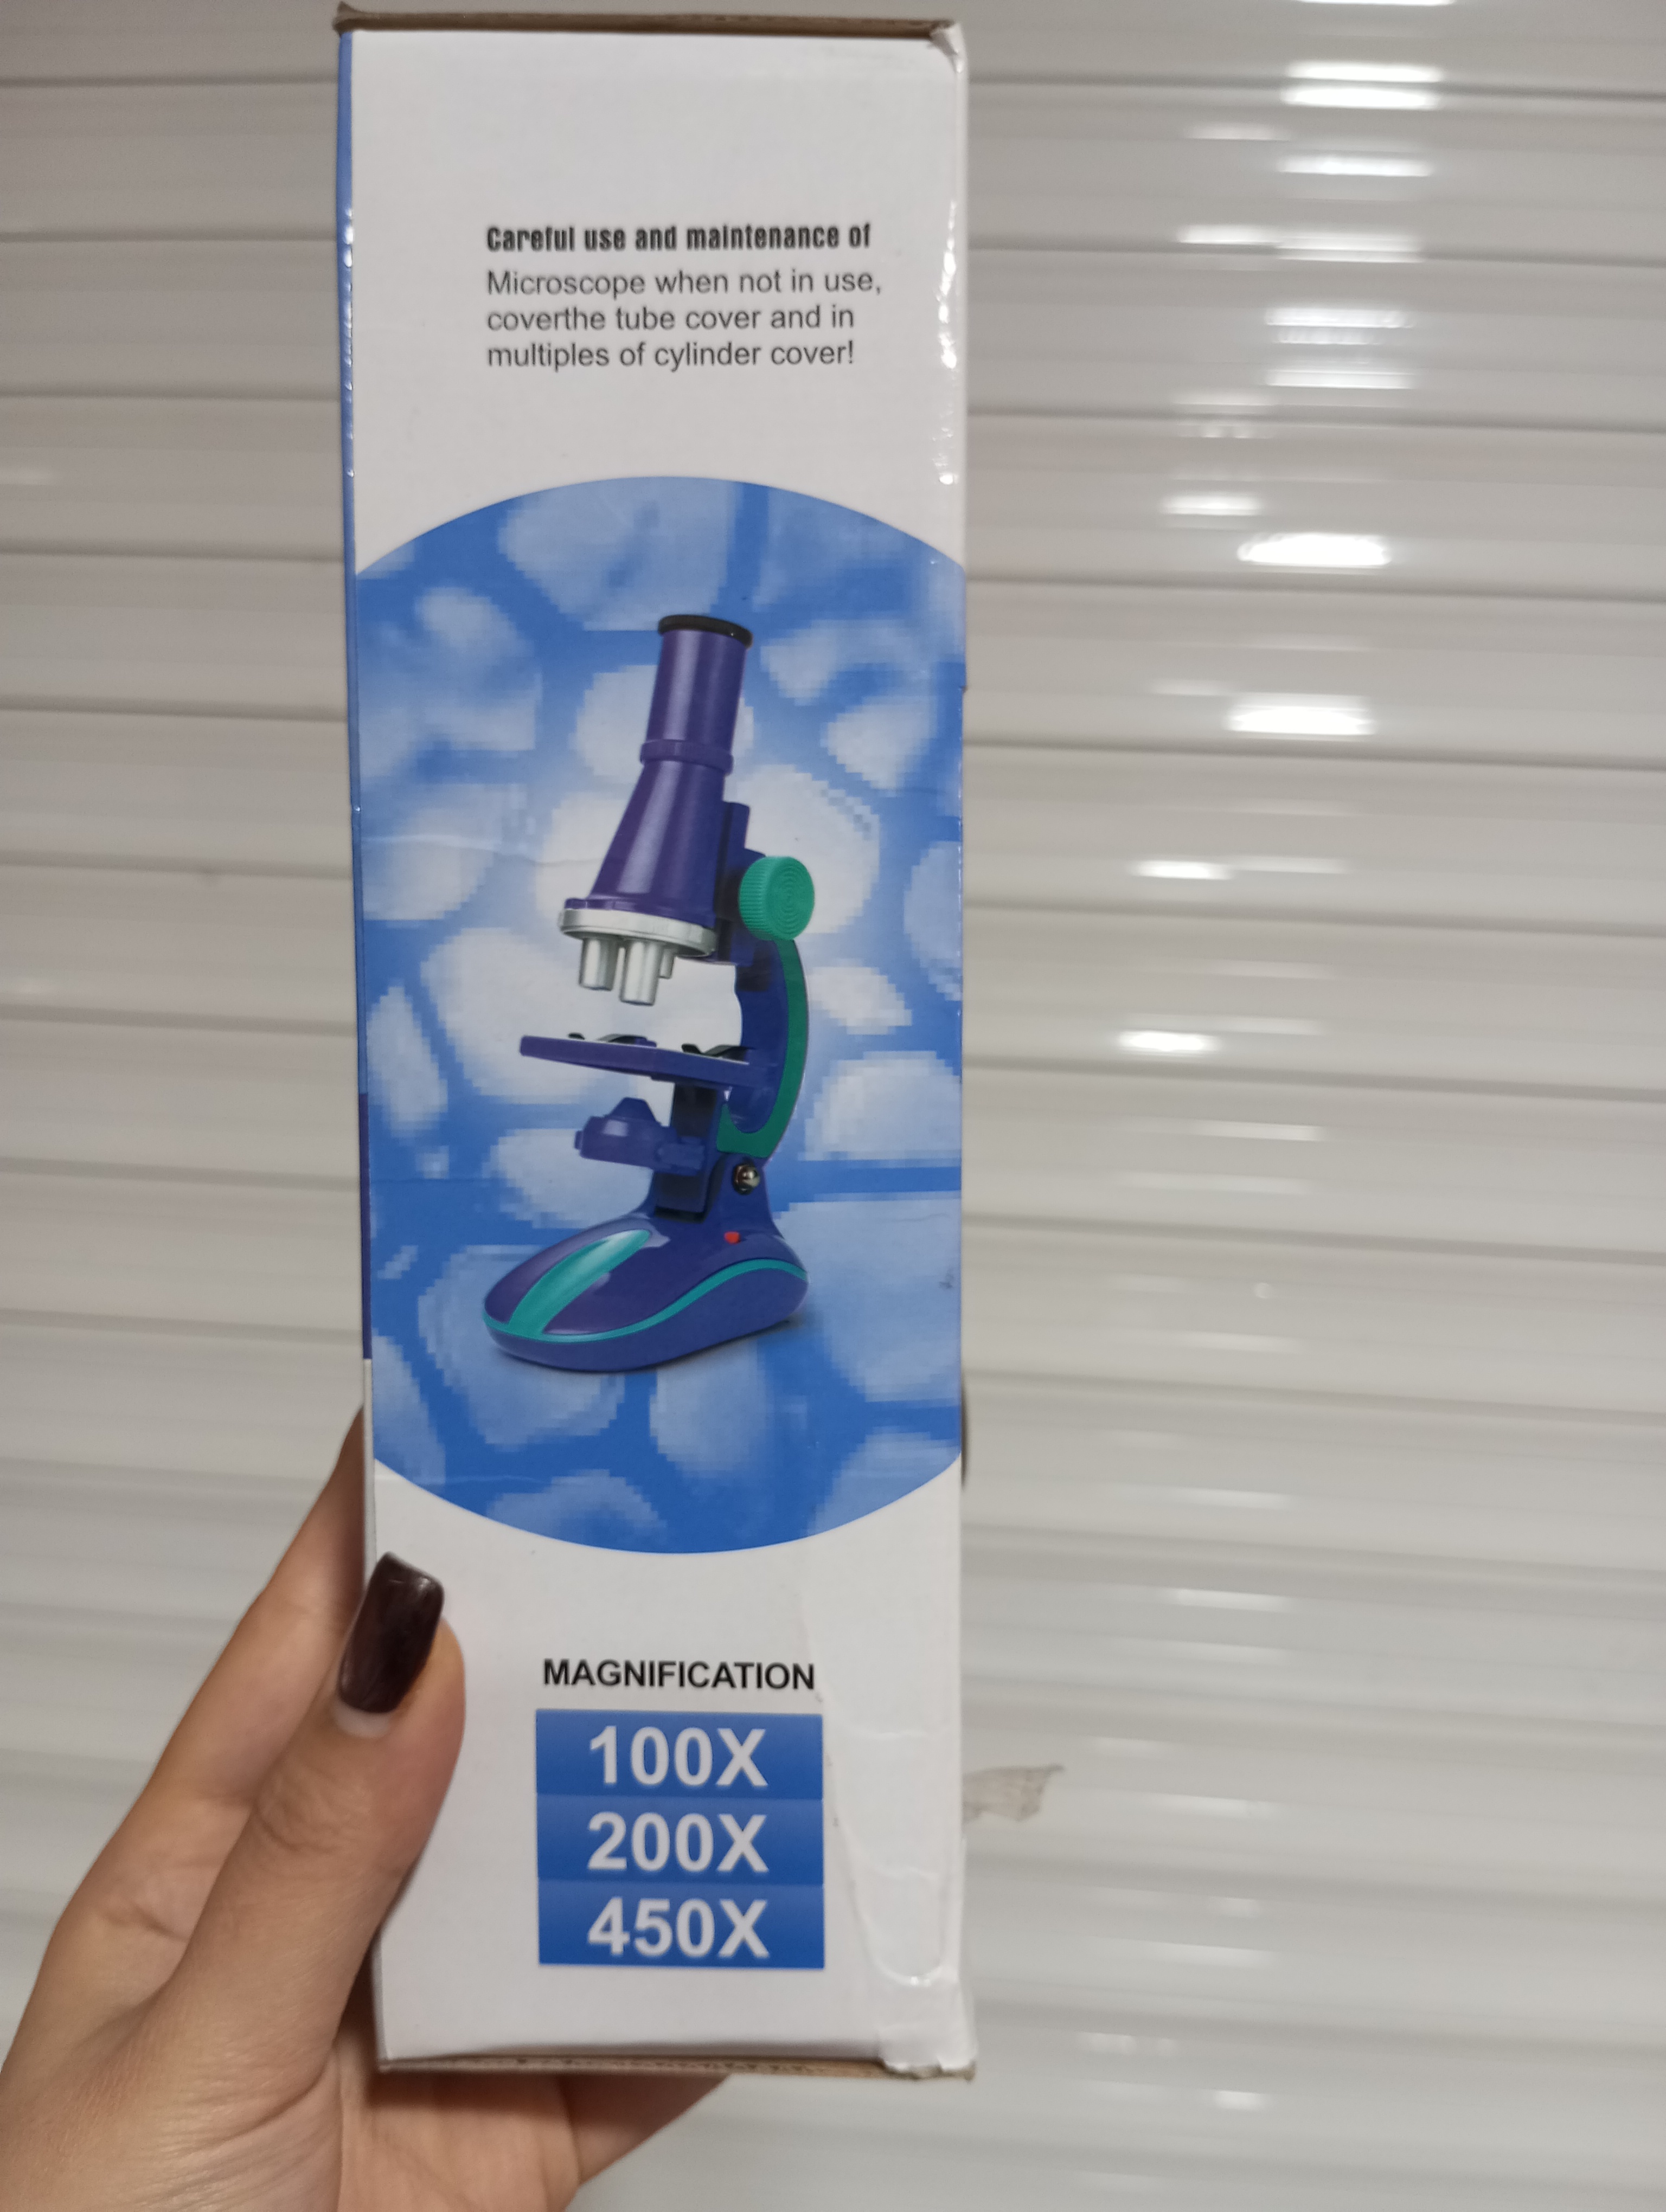 Careful use and maintenance of
Microscope when not in use,
coverthe tube cover and in
multiples of cylinder cover!
MAGNIFICATION
100X
200X
450X